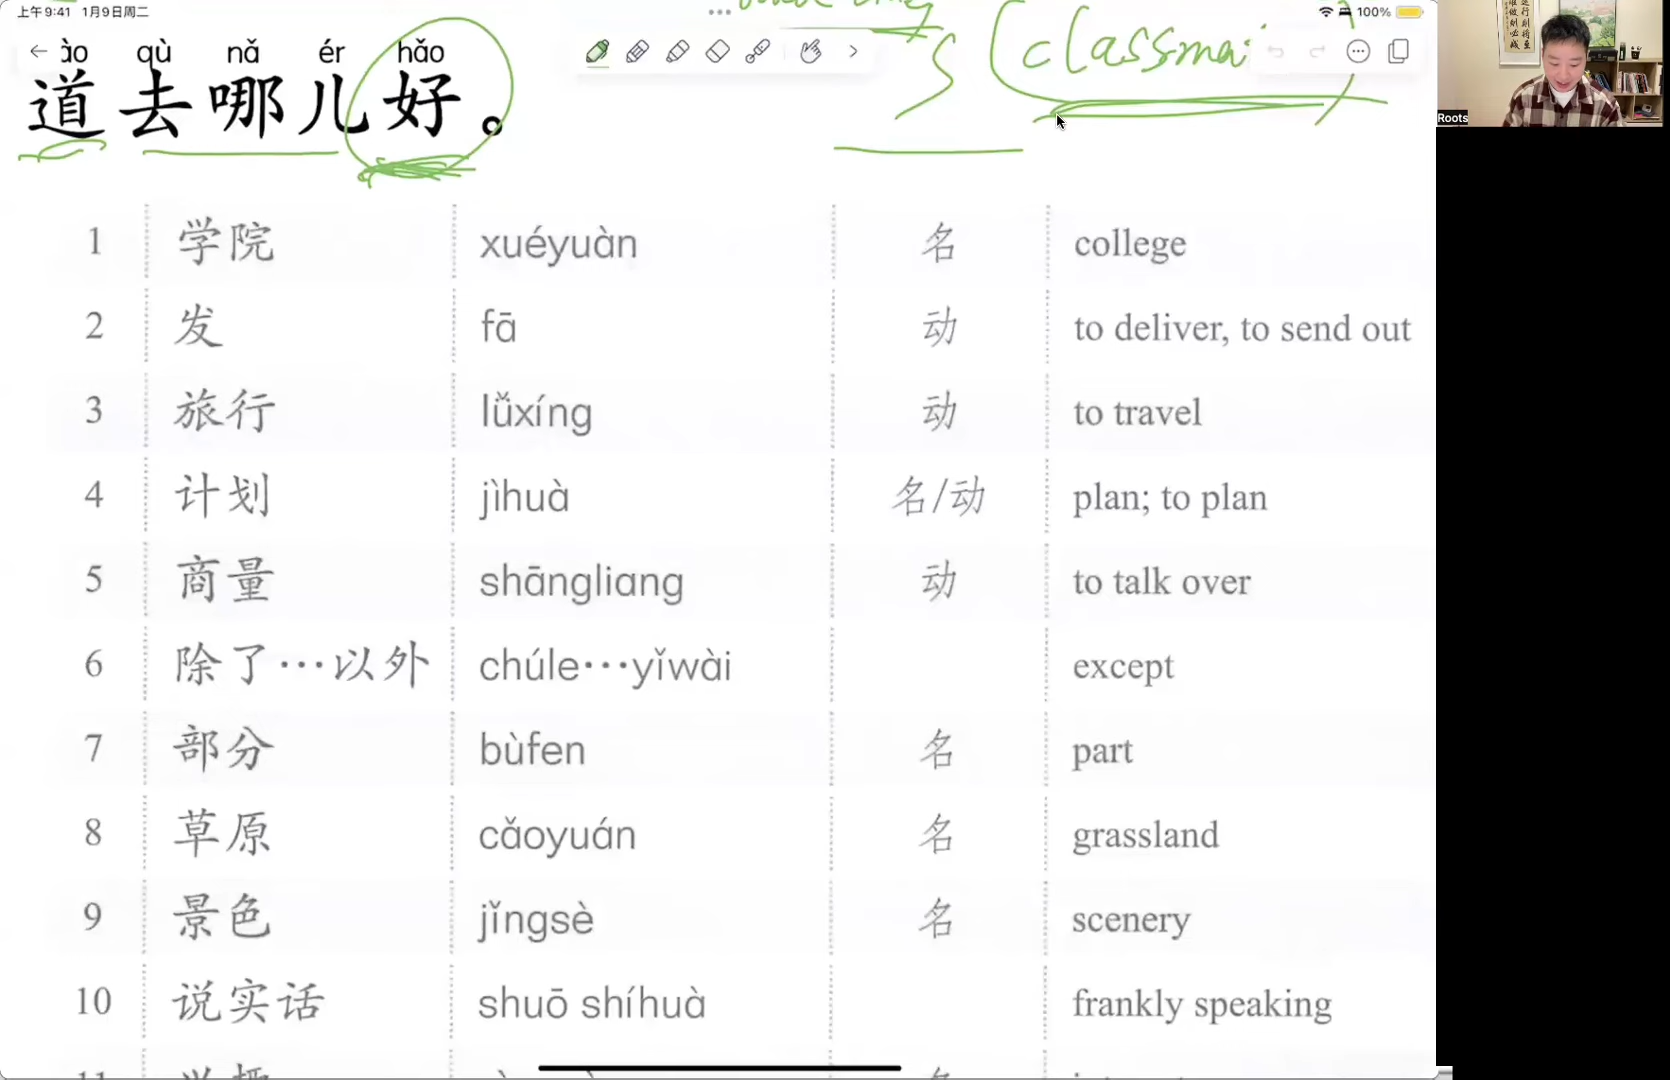 上午9:41 1月9日周二
100%
qù nǎ ér hǎo
道去哪儿好。
classma
Roots
1 学院 xuéyuàn 名 college
2 发 fā 动 to deliver, to send out
3 旅行 lǚxíng 动 to travel
4 计划 jìhuà 名/动 plan; to plan
5 商量 shāngliang 动 to talk over
6 除了···以外 chúle···yǐwài except
7 部分 bùfen 名 part
8 草原 cǎoyuán 名 grassland
9 景色 jǐngsè 名 scenery
10 说实话 shuō shíhuà frankly speaking